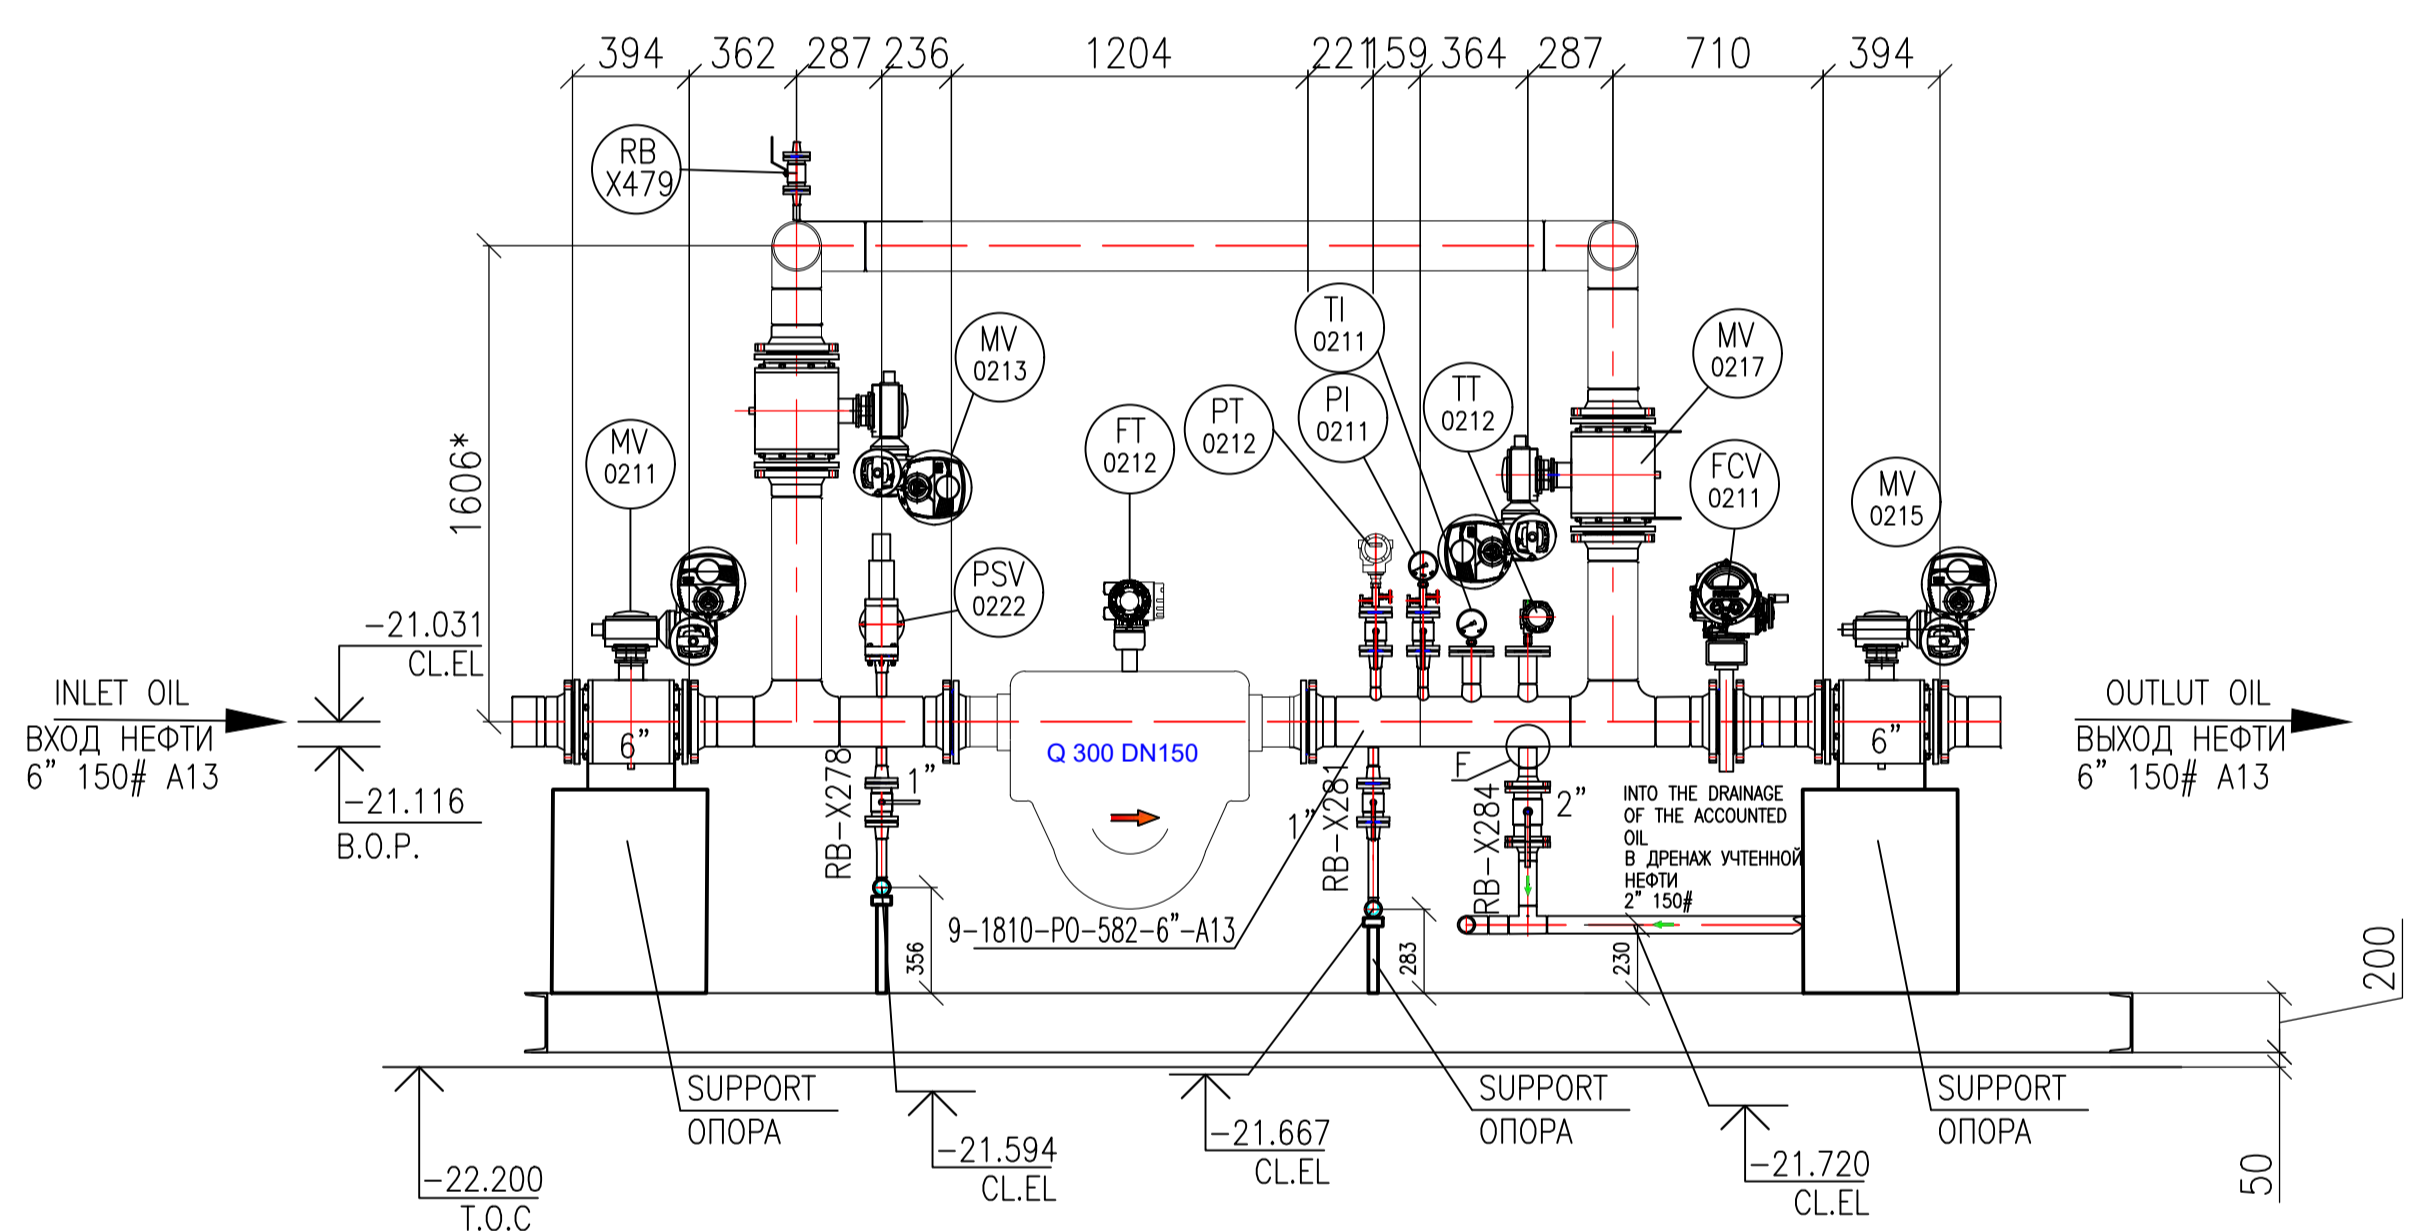 394 362 287 236 1204 221 159 364 287 710 394
RB
X479
TI
0211
MV
0213
MV
0217
PI
0211
TT
0212
PT
0212
FT
0212
MV
0211
FCV
0211
MV
0215
1606*
PSV
0222
-21.031
CL.EL
INLET OIL
ВХОД НЕФТИ
6" 150# A13
-21.116
B.O.P.
6"
Q 300 DN150
6"
OUTLUT OIL
ВЫХОД НЕФТИ
6" 150# A13
RB-X278
1"
1"
RB-X281
F
RB-X284
2"
INTO THE DRAINAGE
OF THE ACCOUNTED
OIL
В ДРЕНАЖ УЧТЕННОЙ
НЕФТИ
2" 150#
9-1810-PO-582-6"-A13
356
283
230
200
50
SUPPORT
ОПОРА
SUPPORT
ОПОРА
SUPPORT
ОПОРА
-21.594
CL.EL
-21.667
CL.EL
-21.720
CL.EL
-22.200
T.O.C